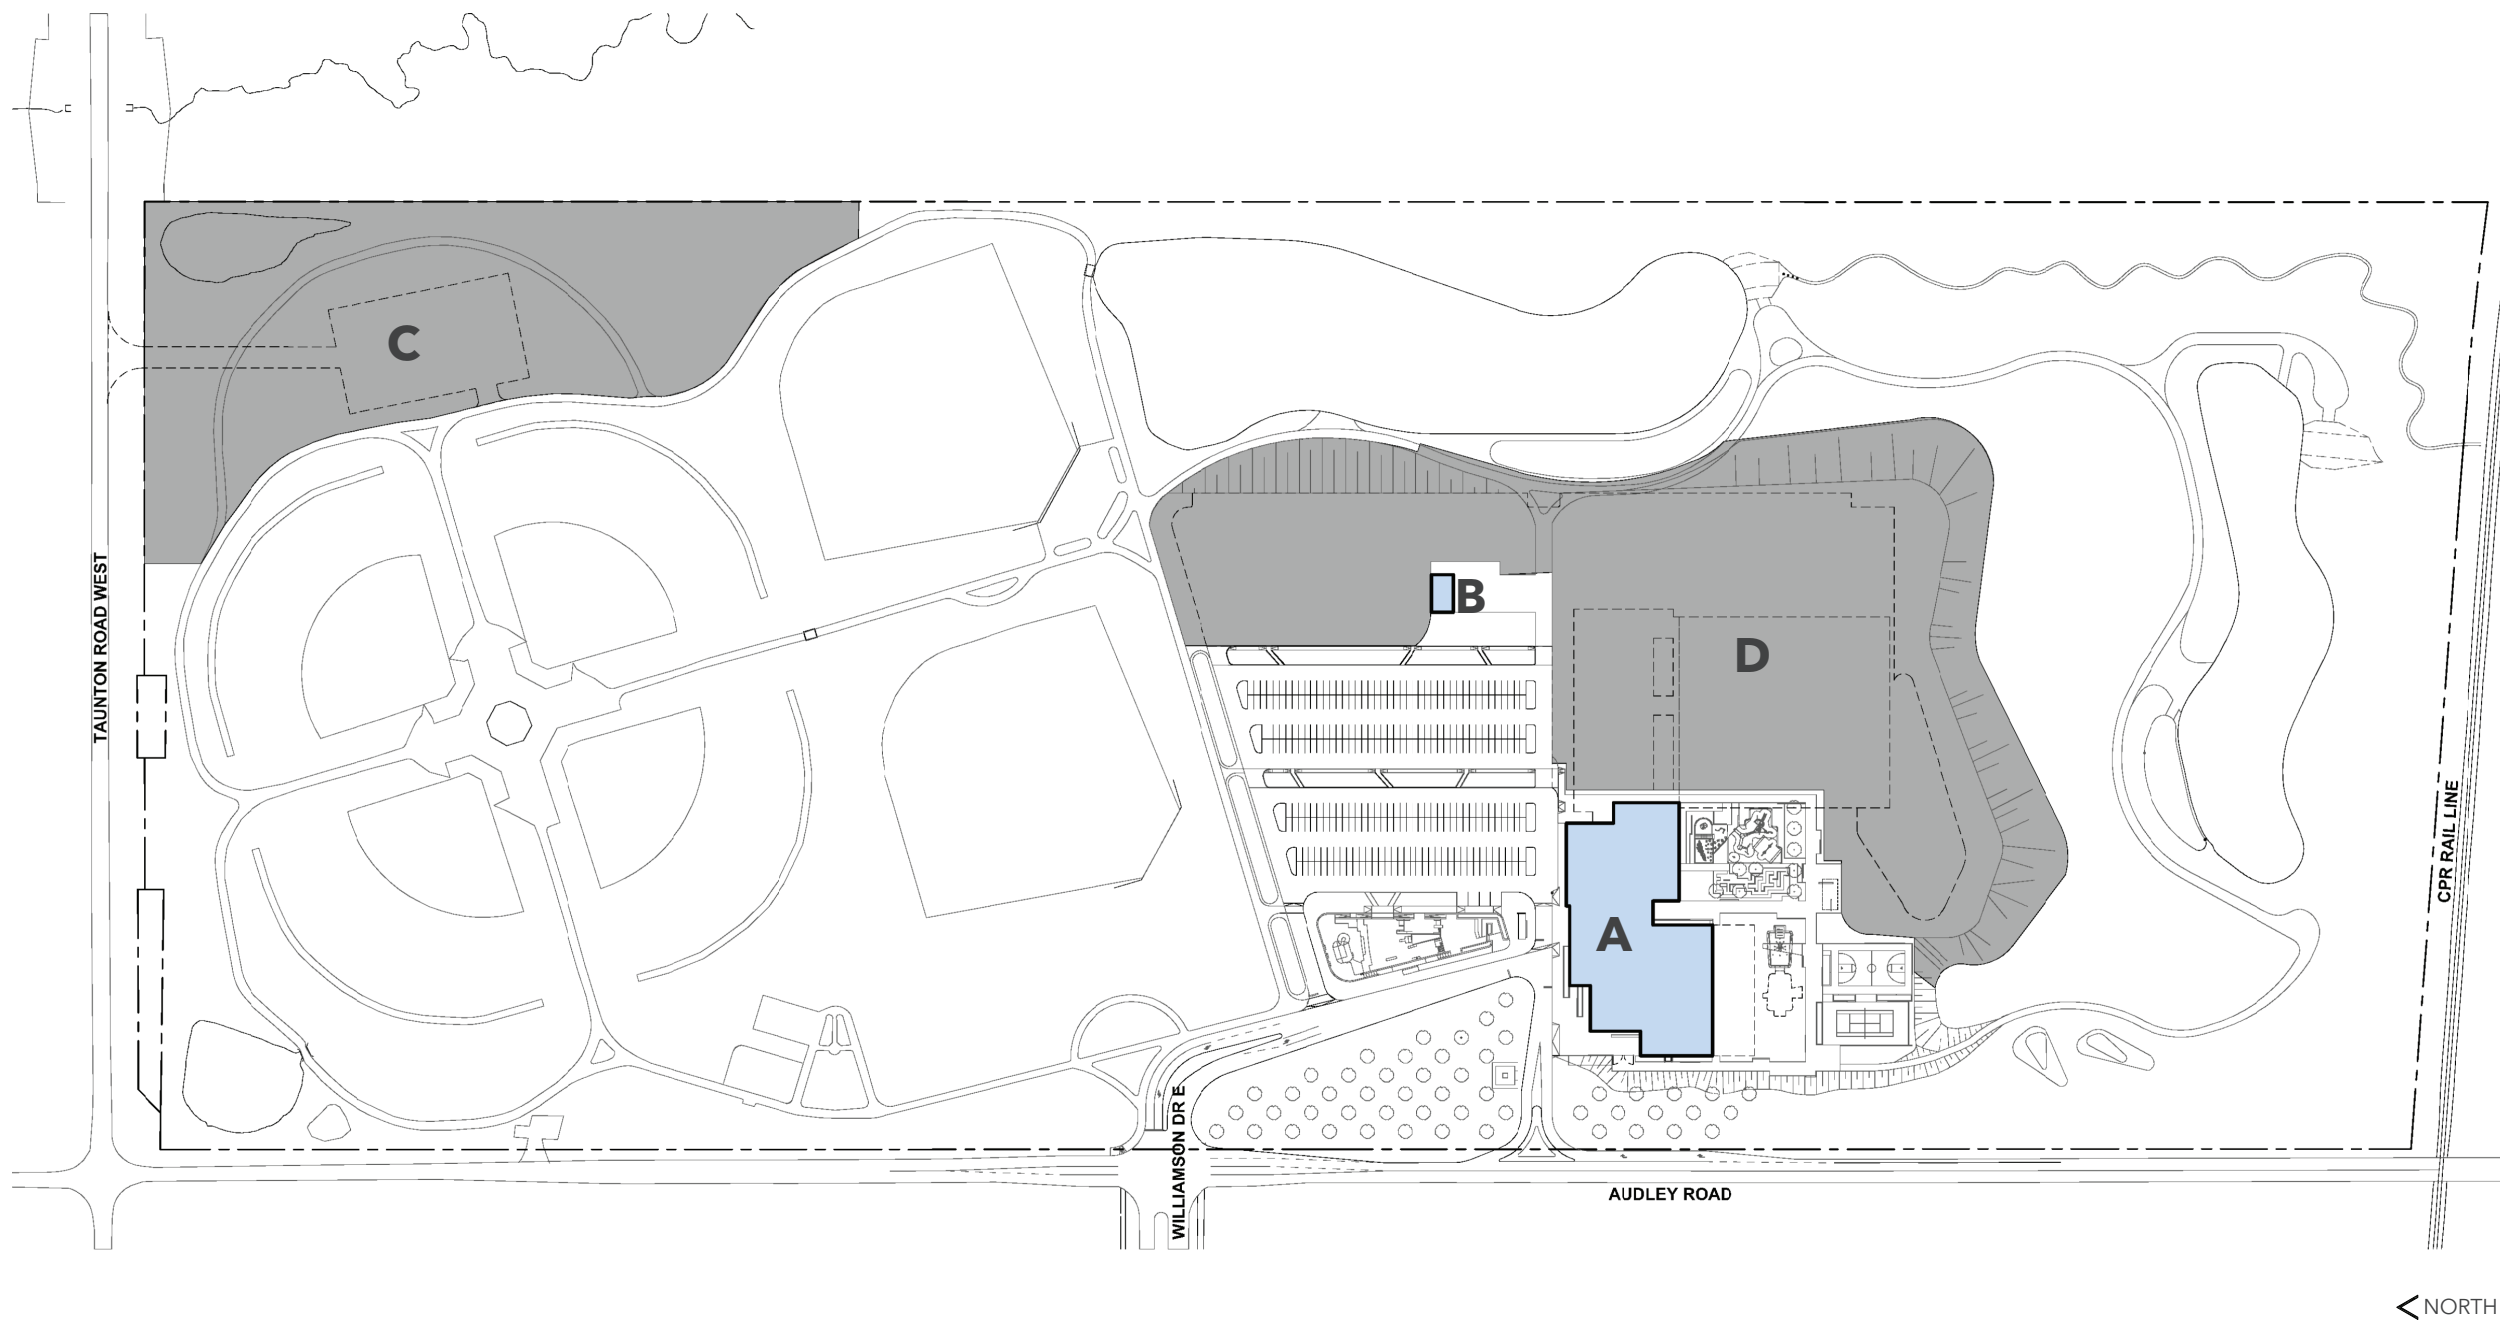 C
B
TAUNTON ROAD WEST
D
CPR RAIL LINE
A
WILLIAMSON DR E
AUDLEY ROAD
NORTH